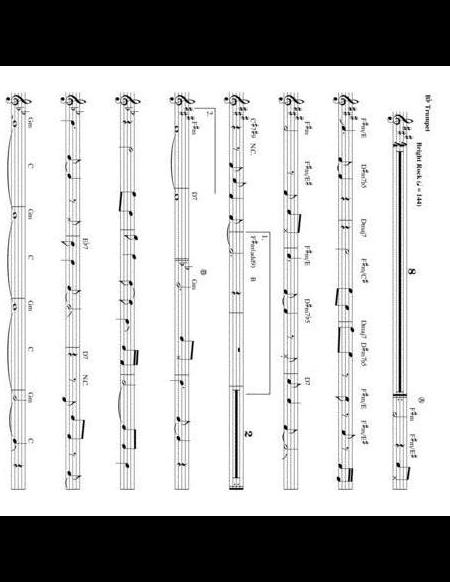 B♭ Trumpet
Bright Rock (♩ = 144)
8 Ⓐ F♯m F♯m/E♯
F♯m/E D♯m7♭5 Dmaj7 F♯m/C♯ Dmaj7 D♯m7♭5 F♯m/E F♯m/E♯
F♯m F♯m/E♯ F♯m/E D♯m7♭5 D7
C♯7♯9 N.C. 1. F♯m(add9) B 2
2. F♯m D7 Ⓑ Gm
E♭7 D7 N.C.
Gm C Gm C Gm C Gm C